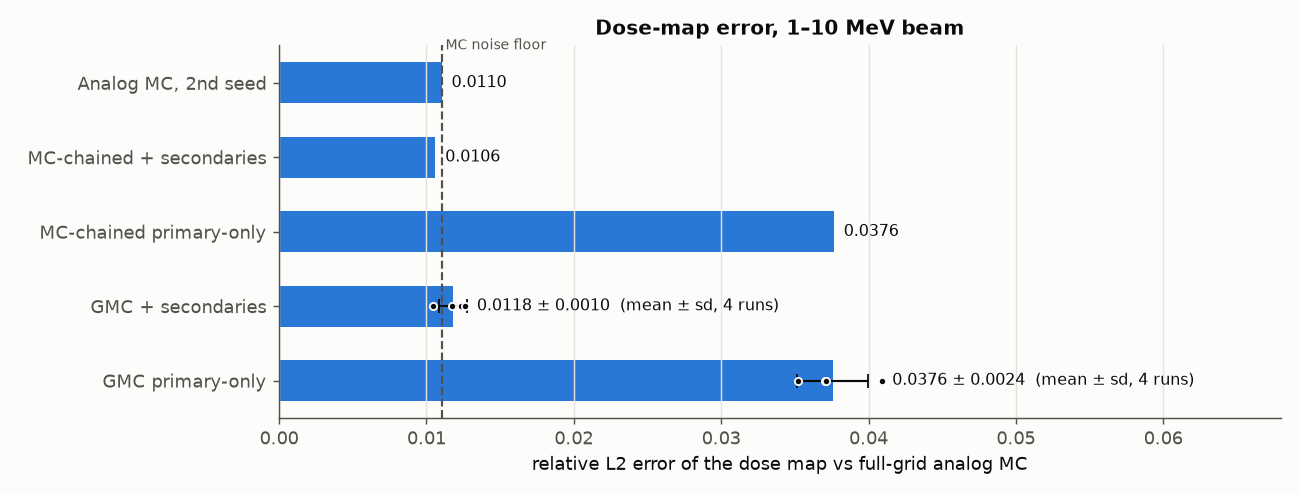 Dose-map error, 1–10 MeV beam
MC noise floor
Analog MC, 2nd seed
0.0110
MC-chained + secondaries
0.0106
MC-chained primary-only
0.0376
GMC + secondaries
0.0118 ± 0.0010 (mean ± sd, 4 runs)
GMC primary-only
0.0376 ± 0.0024 (mean ± sd, 4 runs)
0.00 0.01 0.02 0.03 0.04 0.05 0.06
relative L2 error of the dose map vs full-grid analog MC